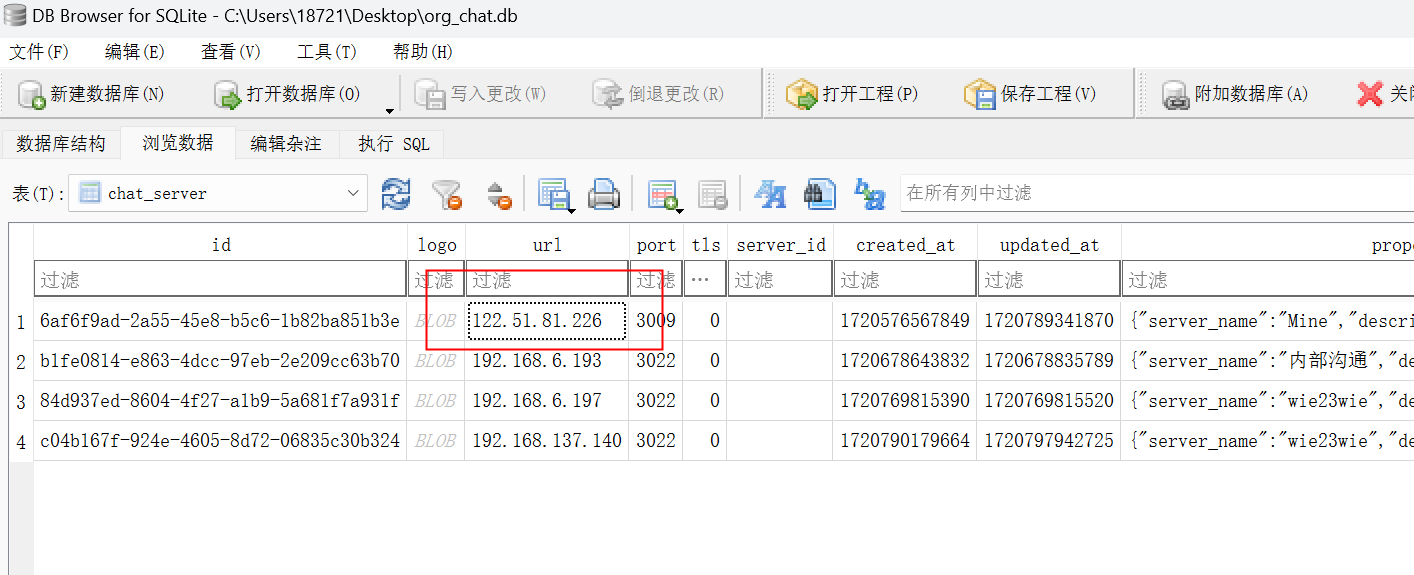 DB Browser for SQLite - C:\Users\18721\Desktop\org_chat.db
文件(F) 编辑(E) 查看(V) 工具(T) 帮助(H)
新建数据库(N) 打开数据库(O) 写入更改(W) 倒退更改(R) 打开工程(P) 保存工程(V) 附加数据库(A) 关
数据库结构 浏览数据 编辑杂注 执行 SQL
表(T): chat_server 在所有列中过滤
id logo url port tls server_id created_at updated_at prop
过滤 过滤 过滤 过滤 ... 过滤 过滤 过滤 过滤
1 6af6f9ad-2a55-45e8-b5c6-1b82ba851b3e BLOB 122.51.81.226 3009 0 1720576567849 1720789341870 {"server_name":"Mine","descri
2 b1fe0814-e863-4dcc-97eb-2e209cc63b70 BLOB 192.168.6.193 3022 0 1720678643832 1720678835789 {"server_name":"内部沟通","de
3 84d937ed-8604-4f27-a1b9-5a681f7a931f BLOB 192.168.6.197 3022 0 1720769815390 1720769815520 {"server_name":"wie23wie","de
4 c04b167f-924e-4605-8d72-06835c30b324 BLOB 192.168.137.140 3022 0 1720790179664 1720797942725 {"server_name":"wie23wie","de